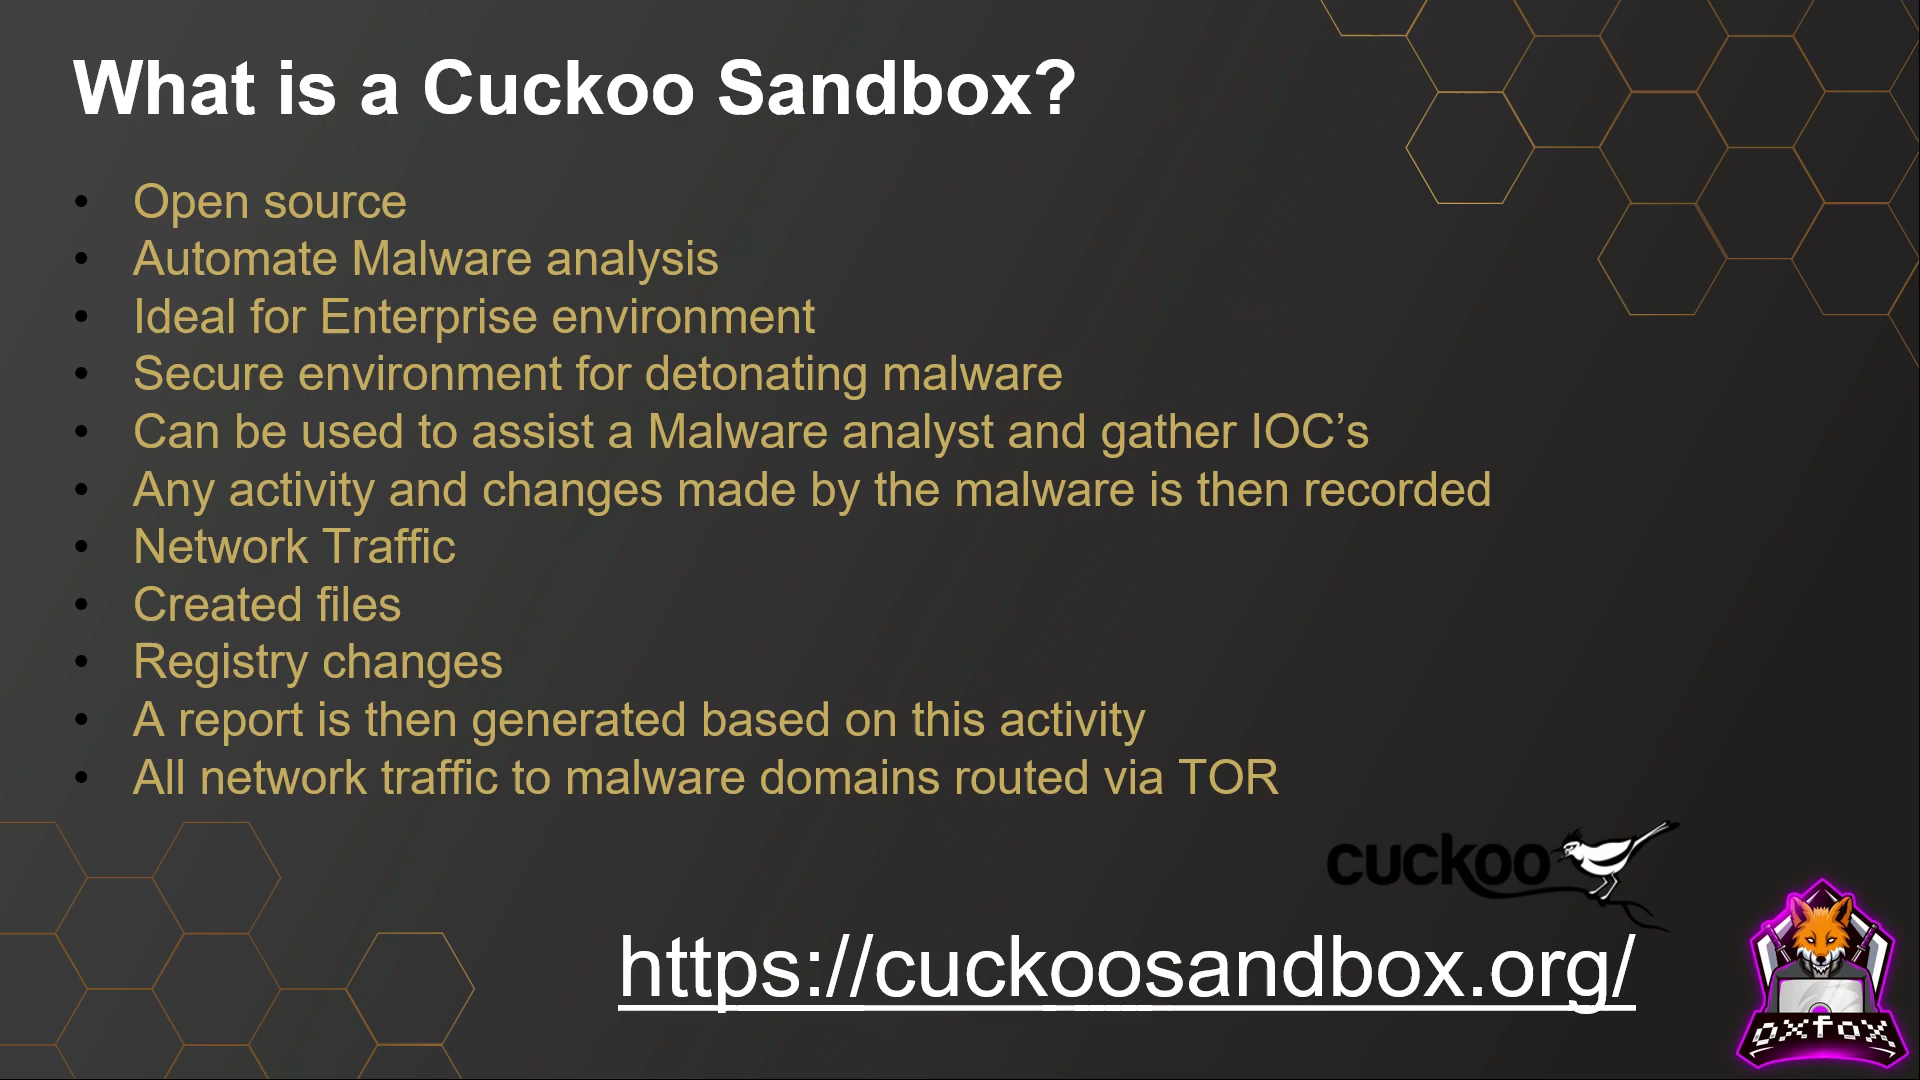 What is a Cuckoo Sandbox?
• Open source
• Automate Malware analysis
• Ideal for Enterprise environment
• Secure environment for detonating malware
• Can be used to assist a Malware analyst and gather IOC’s
• Any activity and changes made by the malware is then recorded
• Network Traffic
• Created files
• Registry changes
• A report is then generated based on this activity
• All network traffic to malware domains routed via TOR
cuckoo
https://cuckoosandbox.org/
oxfox